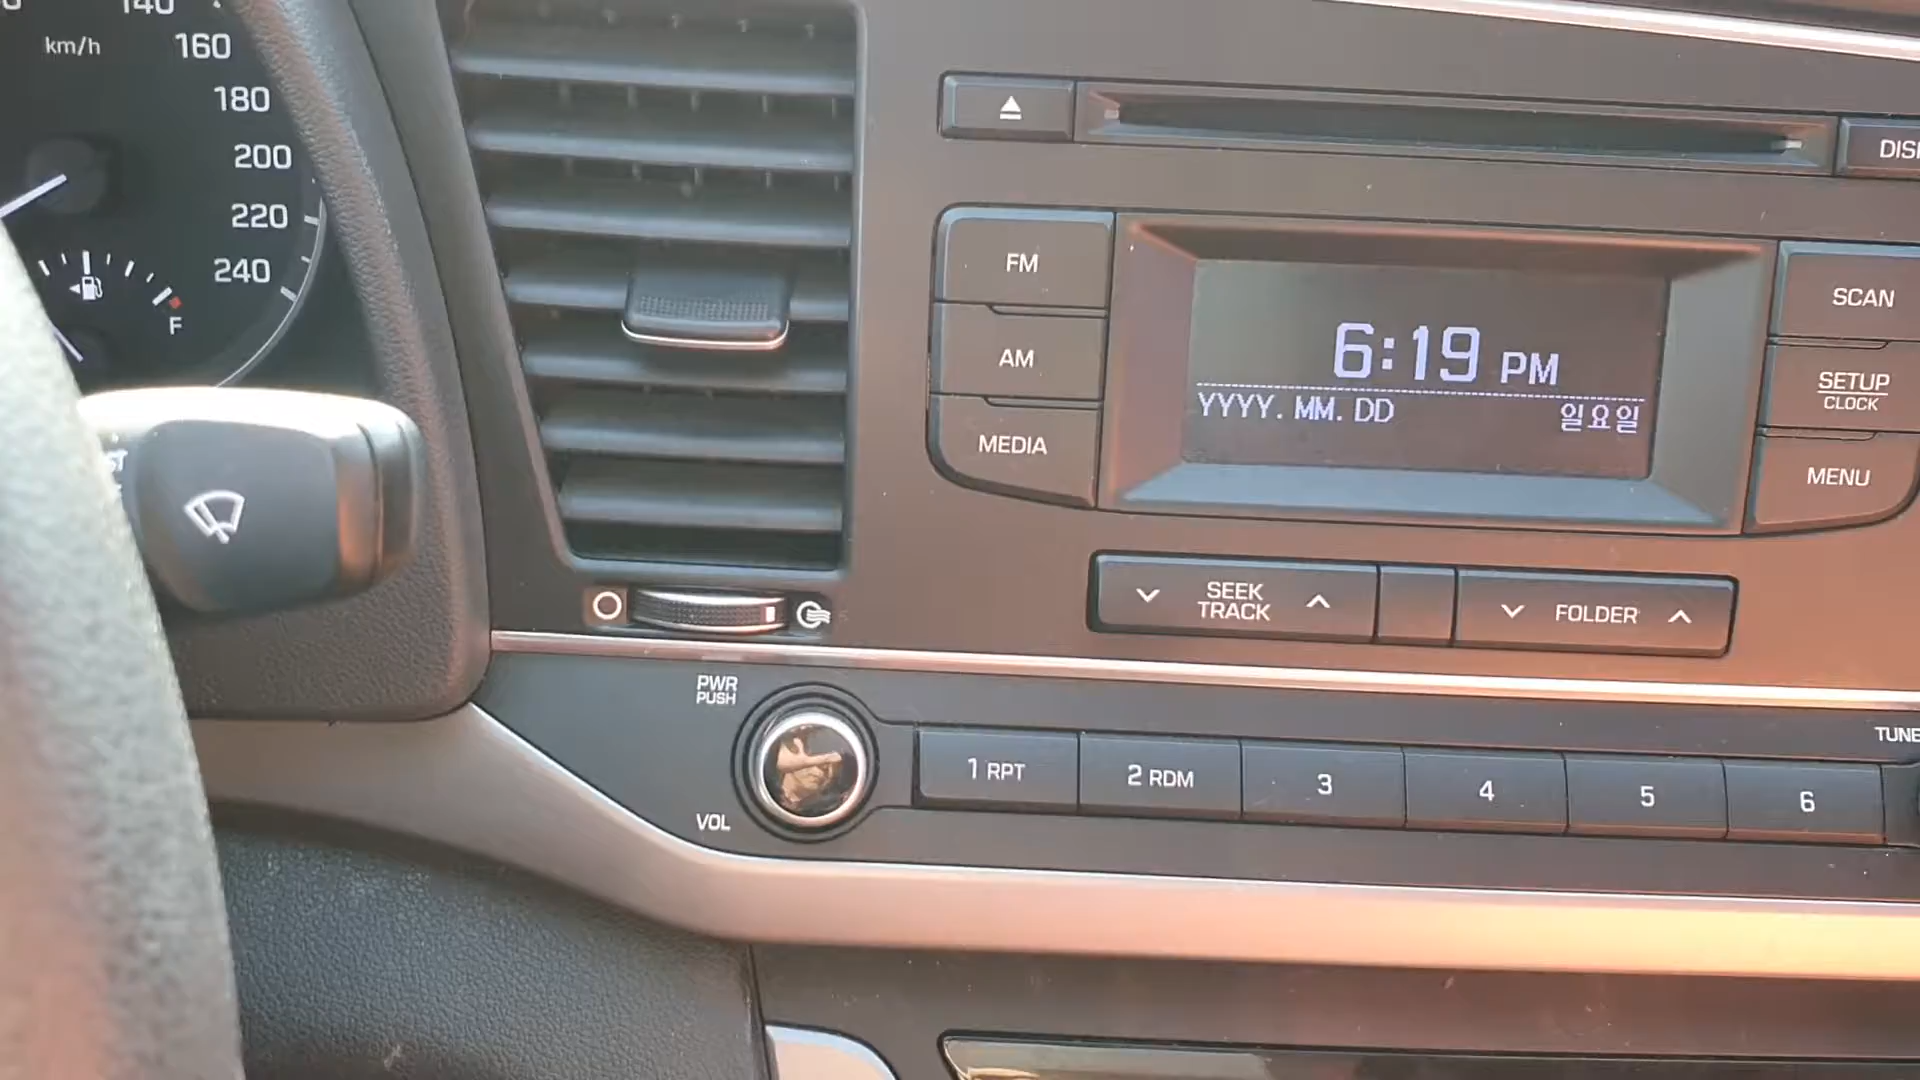 140
km/h
160
180
200
220
240
F
FM
AM
MEDIA
6:19 PM
YYYY. MM. DD 일요일
SCAN
SETUP
CLOCK
MENU
SEEK
TRACK
FOLDER
PWR
PUSH
VOL
1 RPT
2 RDM
3
4
5
6
TUNE